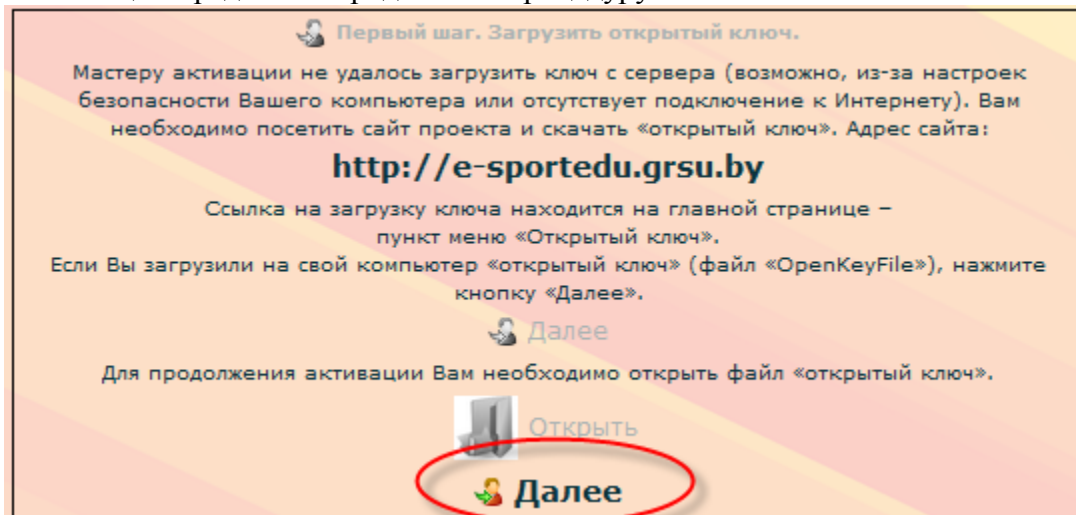 Первый шаг. Загрузить открытый ключ.
Мастеру активации не удалось загрузить ключ с сервера (возможно, из-за настроек
безопасности Вашего компьютера или отсутствует подключение к Интернету). Вам
необходимо посетить сайт проекта и скачать «открытый ключ». Адрес сайта:
http://e-sportedu.grsu.by
Ссылка на загрузку ключа находится на главной странице –
пункт меню «Открытый ключ».
Если Вы загрузили на свой компьютер «открытый ключ» (файл «OpenKeyFile»), нажмите
кнопку «Далее».
Далее
Для продолжения активации Вам необходимо открыть файл «открытый ключ».
Открыть
Далее